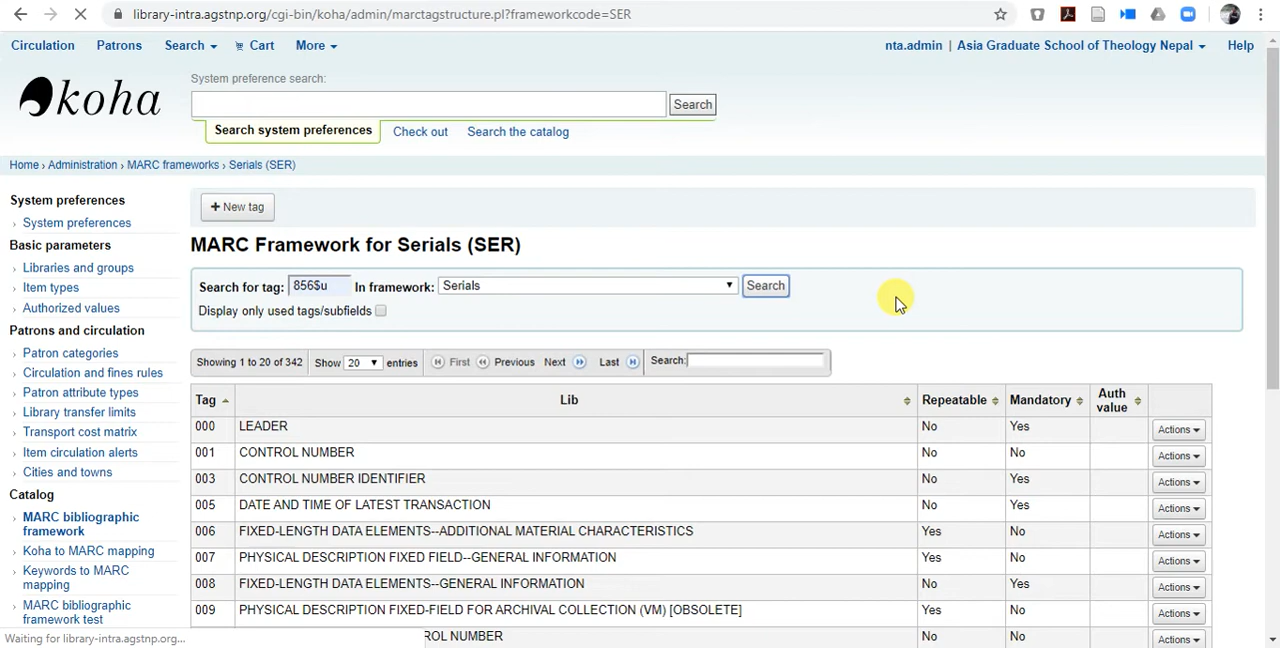 library-intra.agstnp.org/cgi-bin/koha/admin/marctagstructure.pl?frameworkcode=SER
Circulation Patrons Search Cart More nta.admin | Asia Graduate School of Theology Nepal Help
koha
System preference search:
Search
Search system preferences Check out Search the catalog
Home › Administration › MARC frameworks › Serials (SER)
System preferences
› System preferences
Basic parameters
› Libraries and groups
› Item types
› Authorized values
Patrons and circulation
› Patron categories
› Circulation and fines rules
› Patron attribute types
› Library transfer limits
› Transport cost matrix
› Item circulation alerts
› Cities and towns
Catalog
› MARC bibliographic
framework
› Koha to MARC mapping
› Keywords to MARC
mapping
› MARC bibliographic
framework test
+ New tag
MARC Framework for Serials (SER)
Search for tag: 856$u In framework: Serials Search
Display only used tags/subfields
Showing 1 to 20 of 342 Show 20 entries First Previous Next Last Search:
Tag Lib Repeatable Mandatory Auth value
000 LEADER No Yes Actions
001 CONTROL NUMBER No No Actions
003 CONTROL NUMBER IDENTIFIER No Yes Actions
005 DATE AND TIME OF LATEST TRANSACTION No Yes Actions
006 FIXED-LENGTH DATA ELEMENTS--ADDITIONAL MATERIAL CHARACTERISTICS Yes No Actions
007 PHYSICAL DESCRIPTION FIXED FIELD--GENERAL INFORMATION Yes No Actions
008 FIXED-LENGTH DATA ELEMENTS--GENERAL INFORMATION No Yes Actions
009 PHYSICAL DESCRIPTION FIXED-FIELD FOR ARCHIVAL COLLECTION (VM) [OBSOLETE] Yes No Actions
ROL NUMBER No No Actions
Waiting for library-intra.agstnp.org...